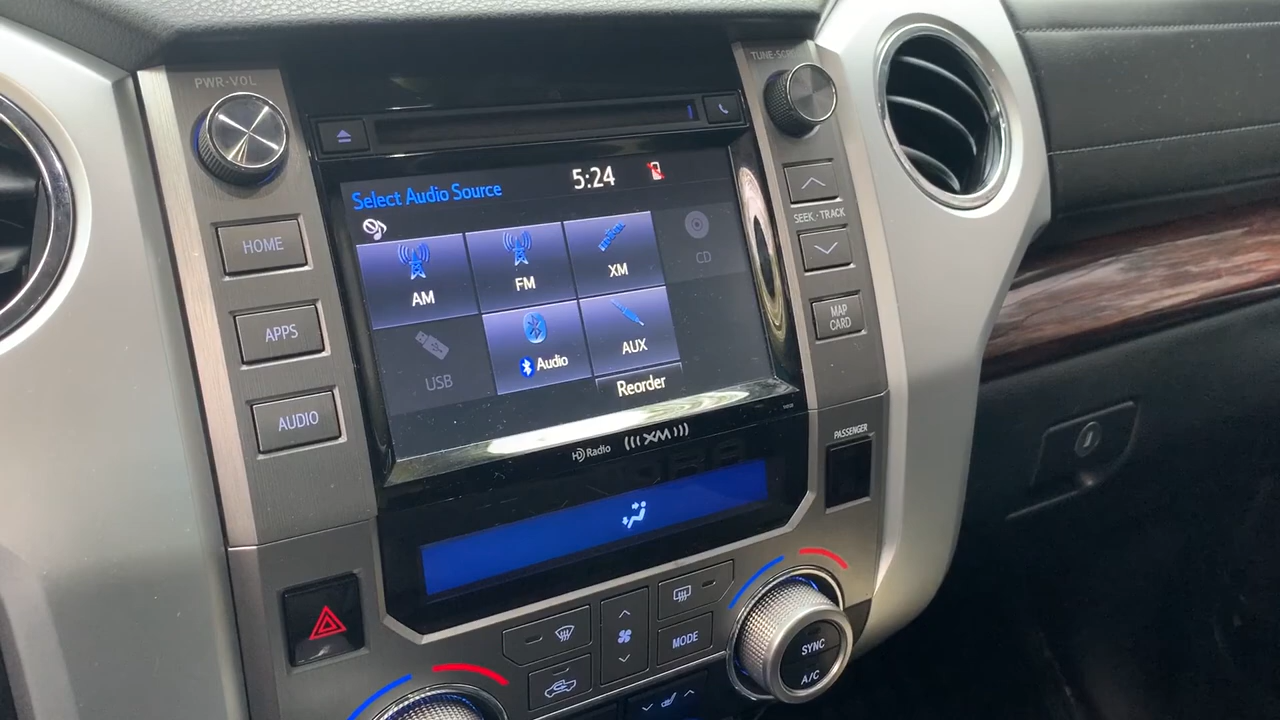 PWR·VOL
TUNE·SC
Select Audio Source
5:24
HOME
APPS
AUDIO
AM
FM
XM
CD
USB
Audio
AUX
Reorder
SEEK·TRACK
MAP
CARD
HD Radio
(((XM)))
PASSENGER
MODE
SYNC
A/C